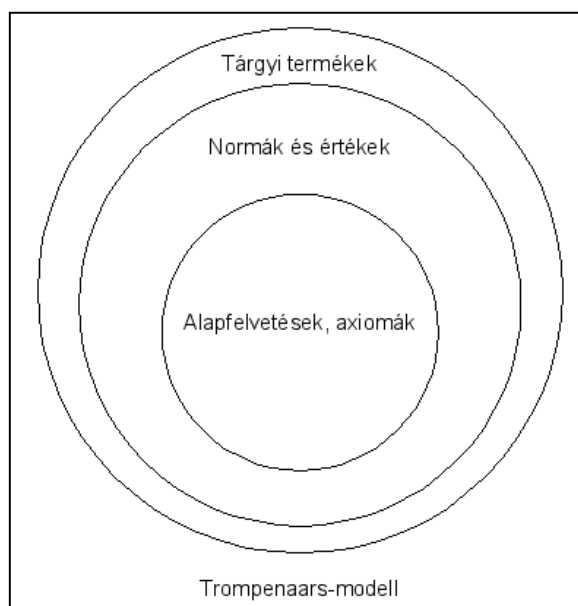 Tárgyi termékek
Normák és értékek
Alapfelvetések, axiomák
Trompenaars-modell